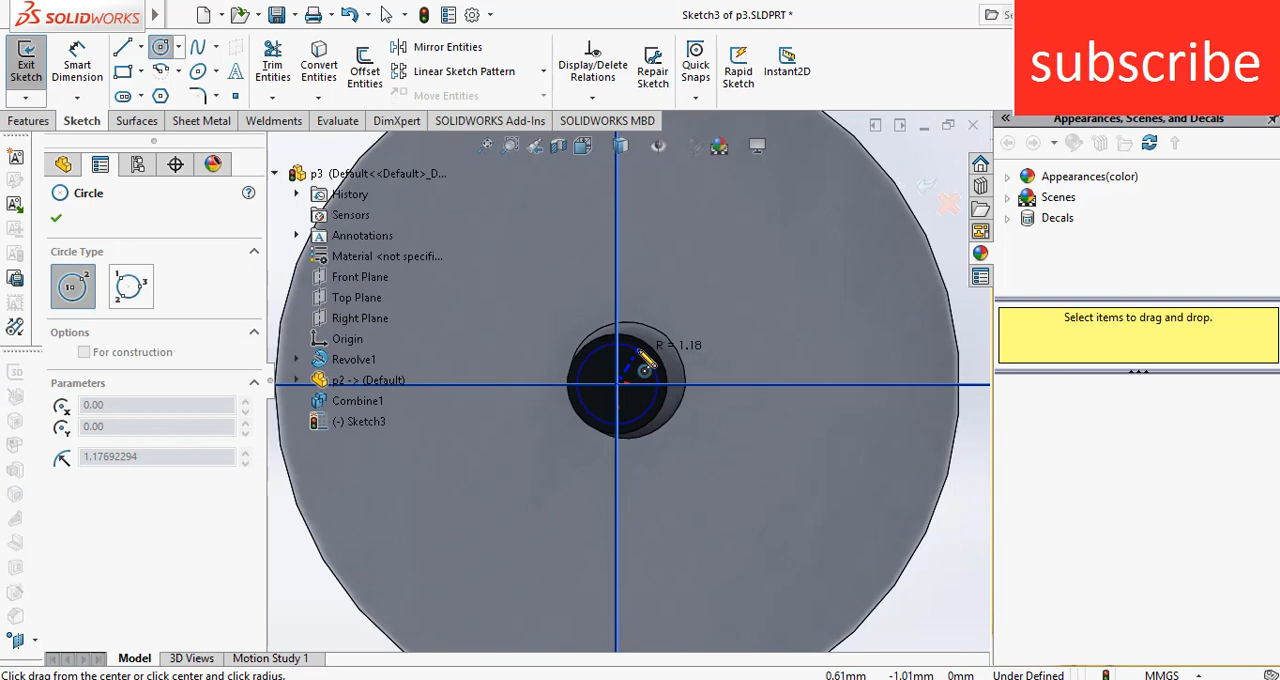 SOLIDWORKS
Sketch3 of p3.SLDPRT *
subscribe
Exit Sketch
Smart Dimension
Trim Entities
Convert Entities
Offset Entities
Mirror Entities
Linear Sketch Pattern
Move Entities
Display/Delete Relations
Repair Sketch
Quick Snaps
Rapid Sketch
Instant2D
Features
Sketch
Surfaces
Sheet Metal
Weldments
Evaluate
DimXpert
SOLIDWORKS Add-Ins
SOLIDWORKS MBD
Appearances, Scenes, and Decals
Circle
Circle Type
Options
For construction
Parameters
0.00
0.00
1.17692294
p3 (Default<<Default>_D...
History
Sensors
Annotations
Material <not specifi...
Front Plane
Top Plane
Right Plane
Origin
Revolve1
p2 -> (Default)
Combine1
(-) Sketch3
R = 1.18
Appearances(color)
Scenes
Decals
Select items to drag and drop.
Model
3D Views
Motion Study 1
Click drag from the center or click center and click radius.
0.61mm
-1.01mm
0mm
Under Defined
MMGS